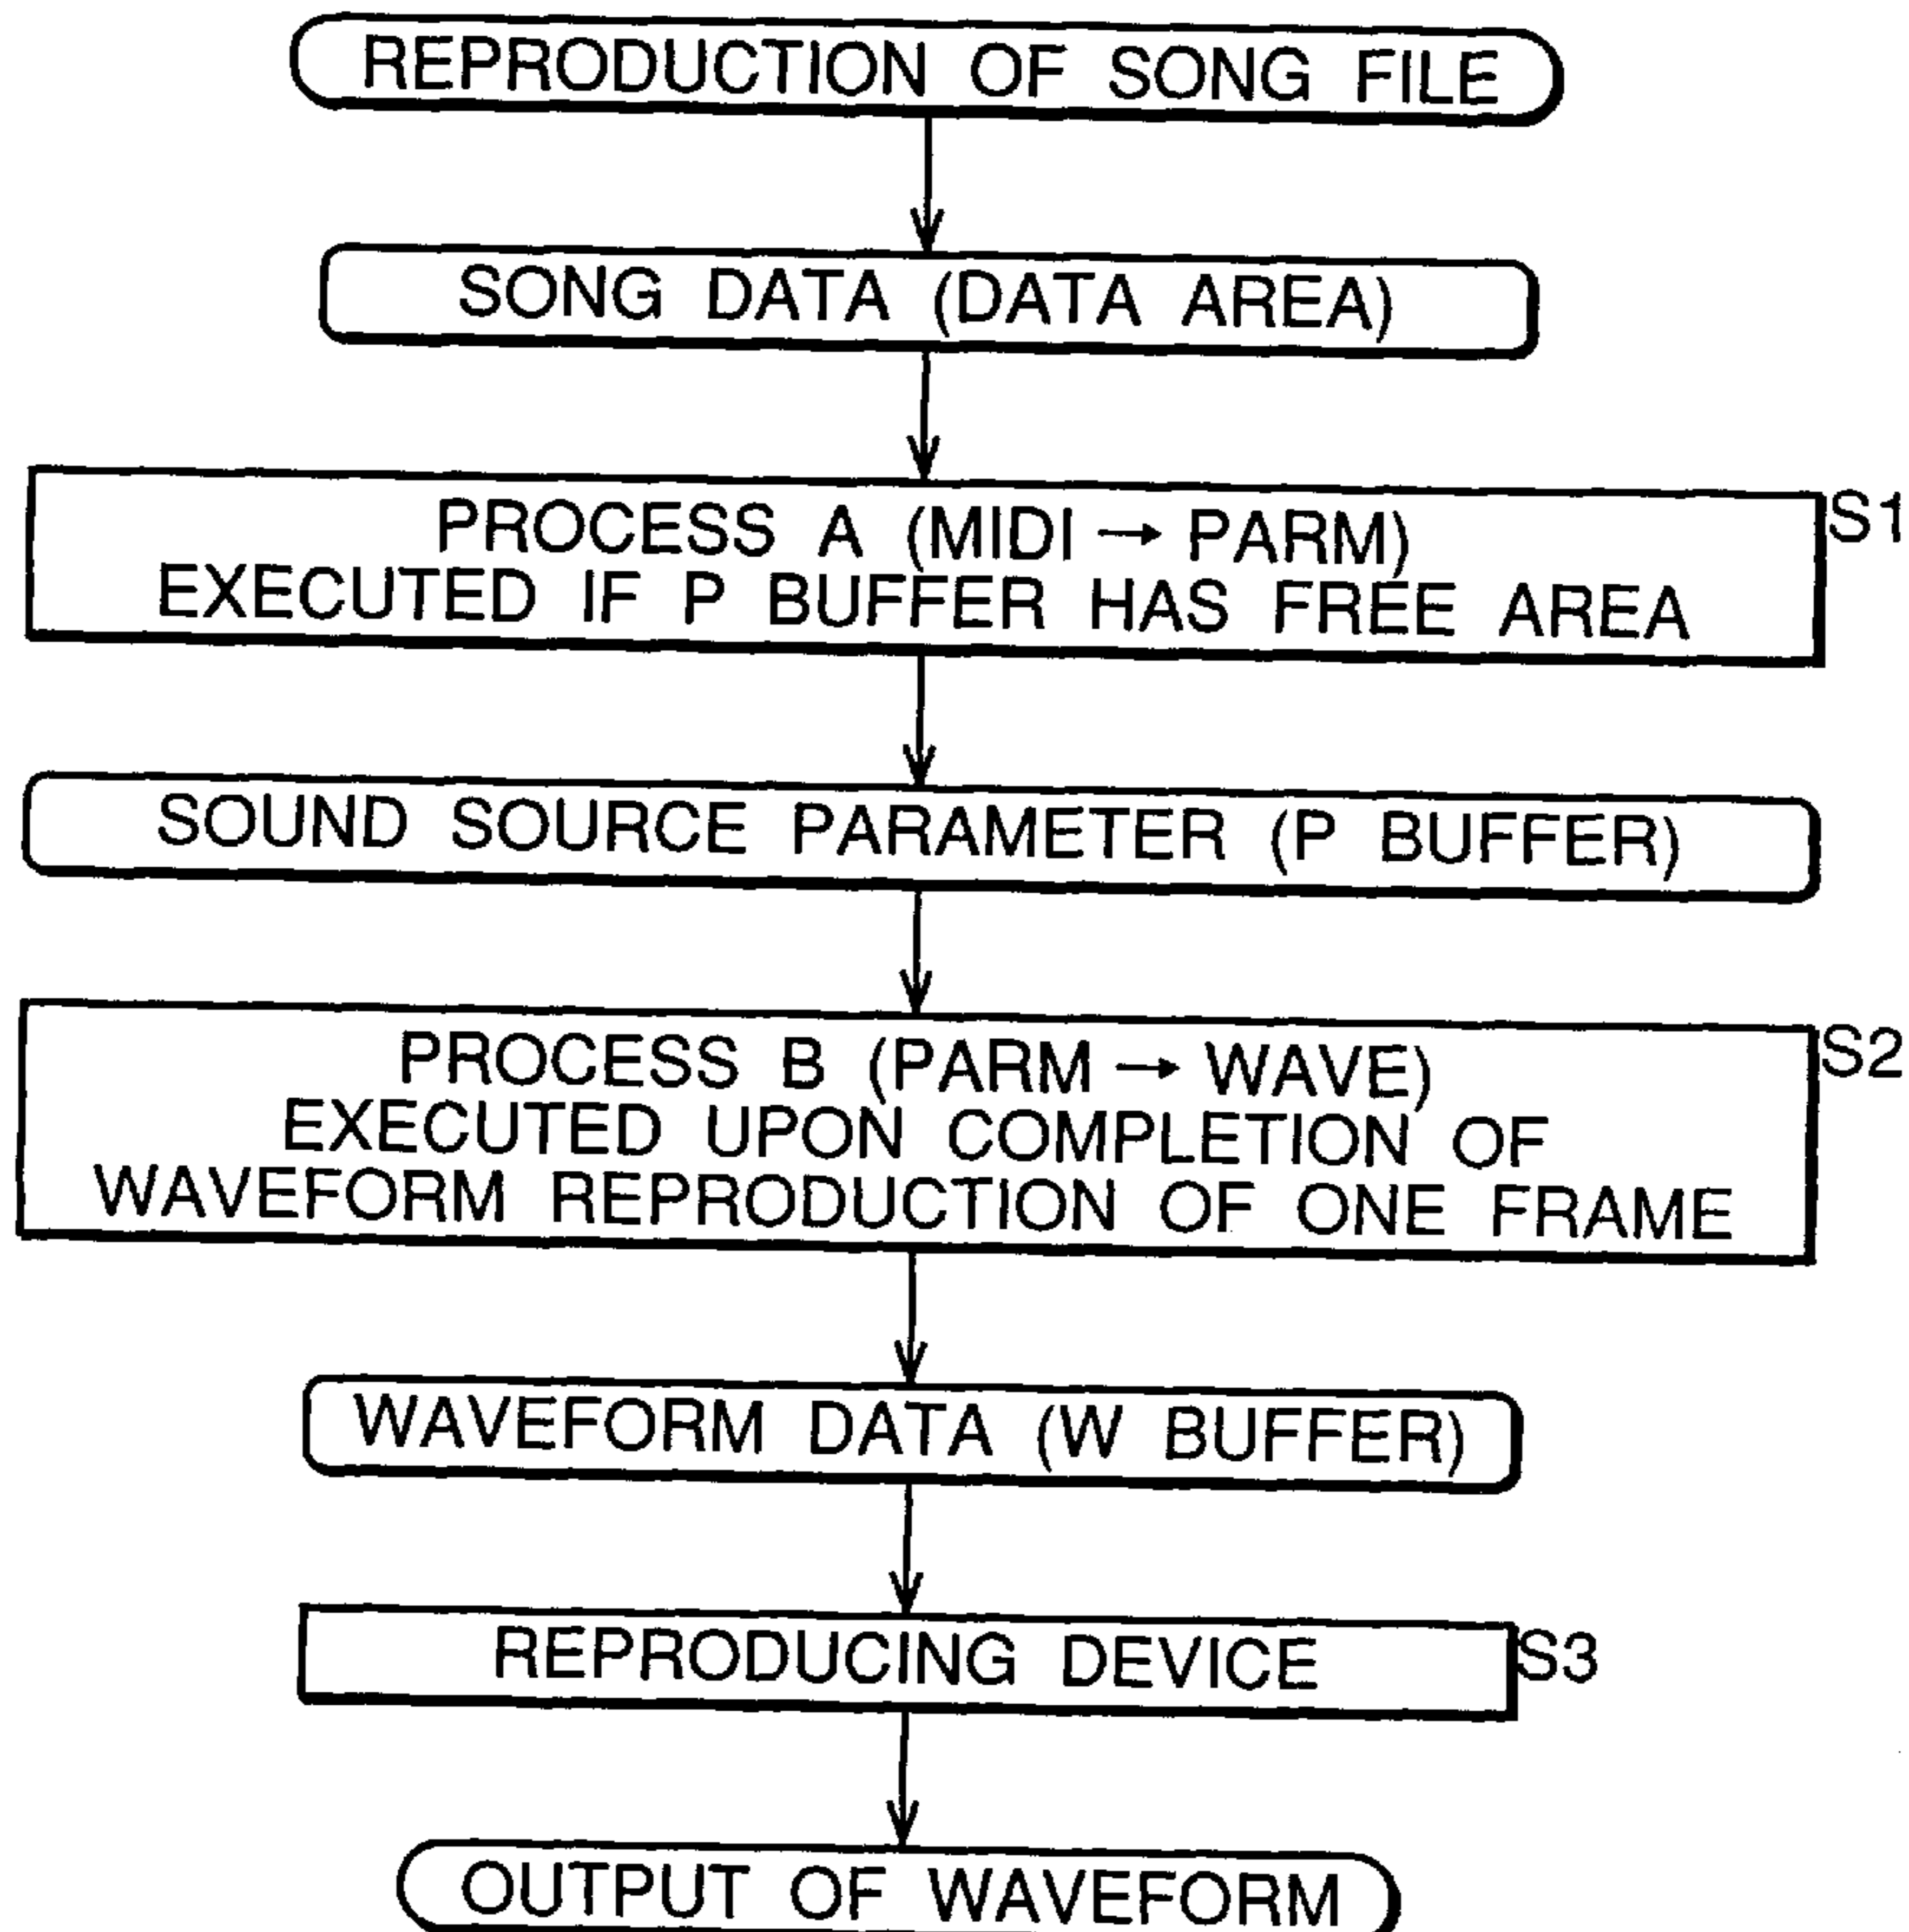 REPRODUCTION OF SONG FILE
SONG DATA (DATA AREA)
PROCESS A (MIDI → PARM)
EXECUTED IF P BUFFER HAS FREE AREA
S1
SOUND SOURCE PARAMETER (P BUFFER)
PROCESS B (PARM → WAVE)
EXECUTED UPON COMPLETION OF
WAVEFORM REPRODUCTION OF ONE FRAME
S2
WAVEFORM DATA (W BUFFER)
REPRODUCING DEVICE
S3
OUTPUT OF WAVEFORM